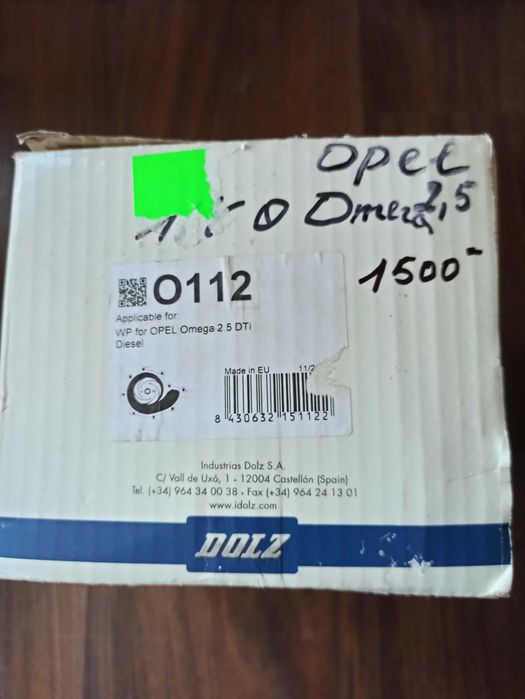 Opel
Omega 2,5
1500-
O112
Applicable for:
WP for OPEL Omega 2.5 DTi
Diesel
Made in EU
11/2
8 430632 151122
Industrias Dolz S.A.
C/ Vall de Uxó, 1 • 12004 Castellón (Spain)
Tel. (+34) 964 34 00 38 • Fax (+34) 964 24 13 01
www.idolz.com
DOLZ